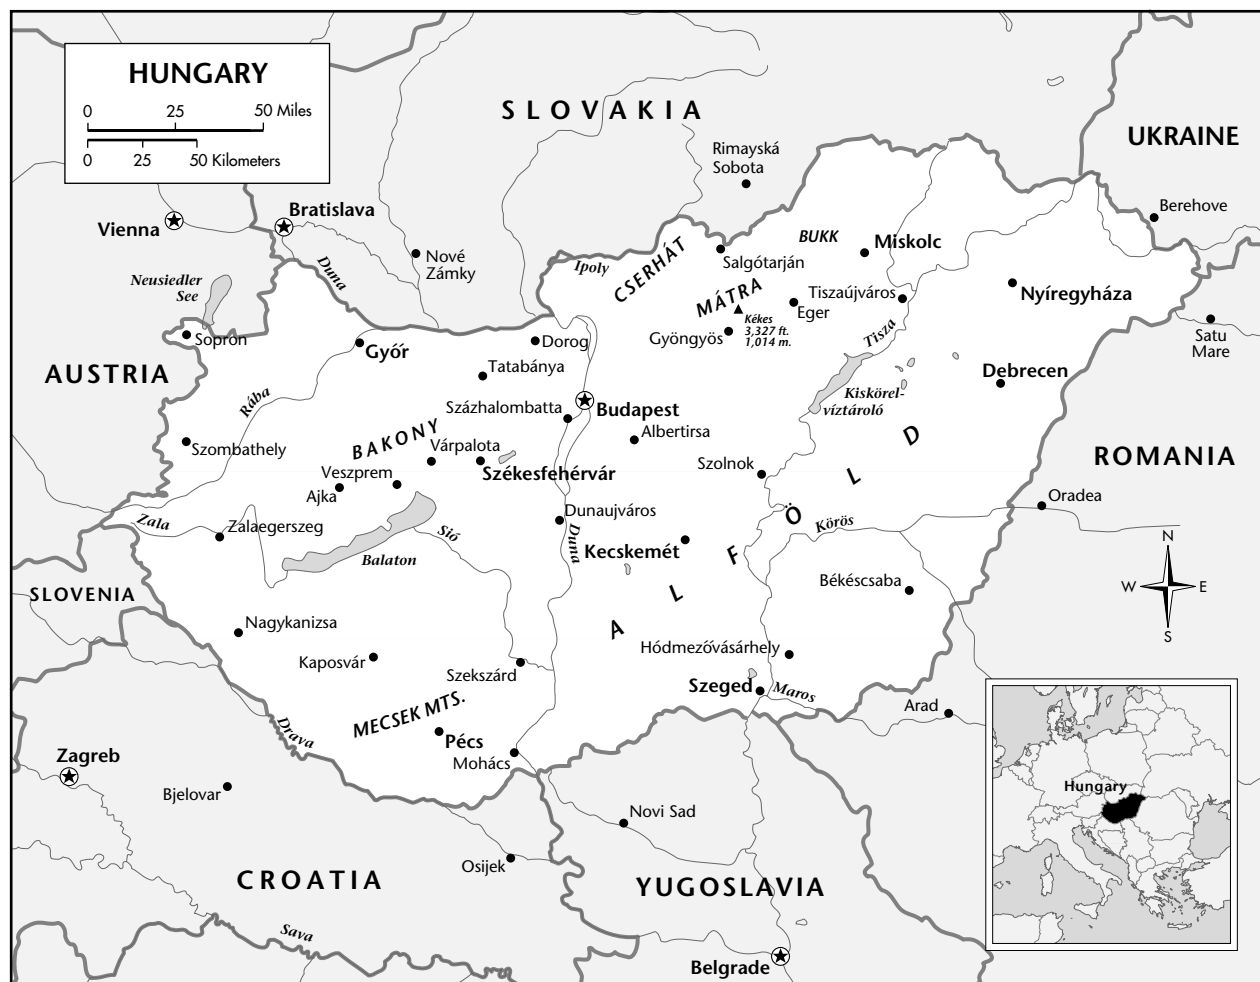 HUNGARY
0 25 50 Miles
0 25 50 Kilometers
SLOVAKIA
UKRAINE
Rimayská
Sobota
Berehove
Vienna
Bratislava
Nové
Zámky
Duna
Ipoly
CSERHÁT
BUKK
Miskolc
Salgótarján
MÁTRA
Tiszaújváros
Nyíregyháza
Eger
Kékes
3,327 ft.
1,014 m.
Gyöngyös
Tisza
Neusiedler
See
Soprón
Satu
Mare
AUSTRIA
Győr
Dorog
Tatabánya
Debrecen
Kiskörel-
víztároló
Rába
Százhalombatta
Budapest
Albertirsa
Szombathely
BAKONY
Várpalota
Székesfehérvár
Veszprem
Ajka
Szolnok
ROMANIA
Oradea
Zala
Zalaegerszeg
Sió
Balaton
Dunaujváros
Duna
Kecskemét
Körös
ALFÖLD
Békéscsaba
N
W E
S
SLOVENIA
Nagykanizsa
Kaposvár
Szekszárd
Hódmezővásárhely
Szeged
Maros
Arad
MECSEK MTS.
Pécs
Mohács
Drava
Zagreb
Bjelovar
Novi Sad
Osijek
CROATIA
YUGOSLAVIA
Sava
Belgrade
Hungary